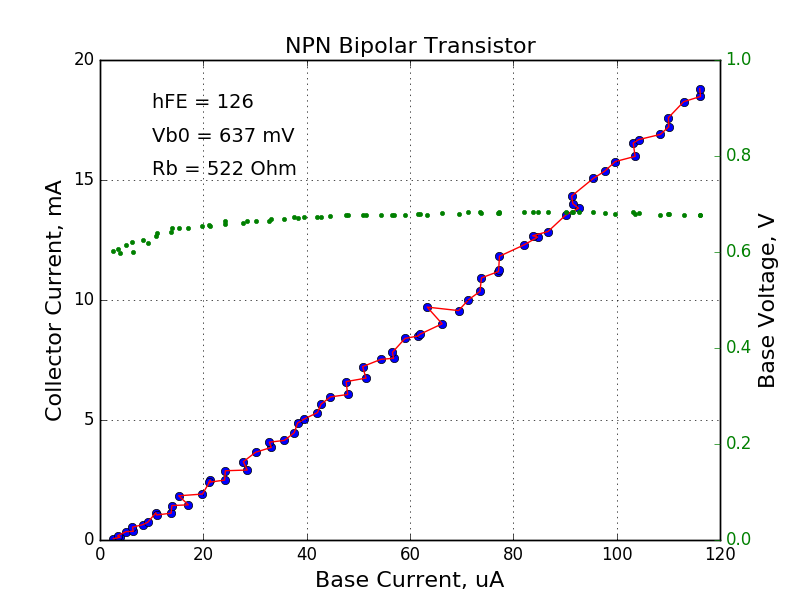 NPN Bipolar Transistor
hFE = 126
Vb0 = 637 mV
Rb = 522 Ohm
Collector Current, mA
20
15
10
5
0
Base Voltage, V
1.0
0.8
0.6
0.4
0.2
0.0
0 20 40 60 80 100 120
Base Current, uA